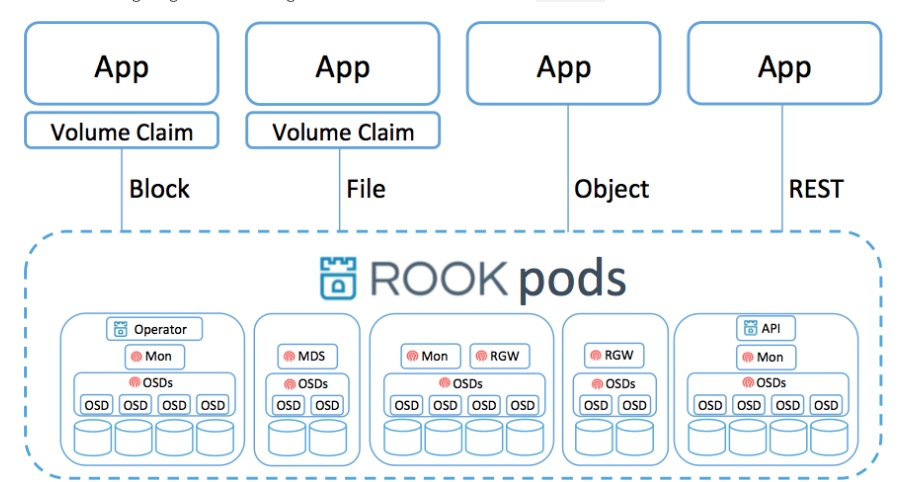 App App App App
Volume Claim Volume Claim
Block File Object REST
ROOK pods
Operator
Mon
OSDs
OSD OSD OSD OSD
MDS
OSDs
OSD OSD
Mon RGW
OSDs
OSD OSD OSD OSD
RGW
OSDs
OSD OSD
API
Mon
OSDs
OSD OSD OSD OSD